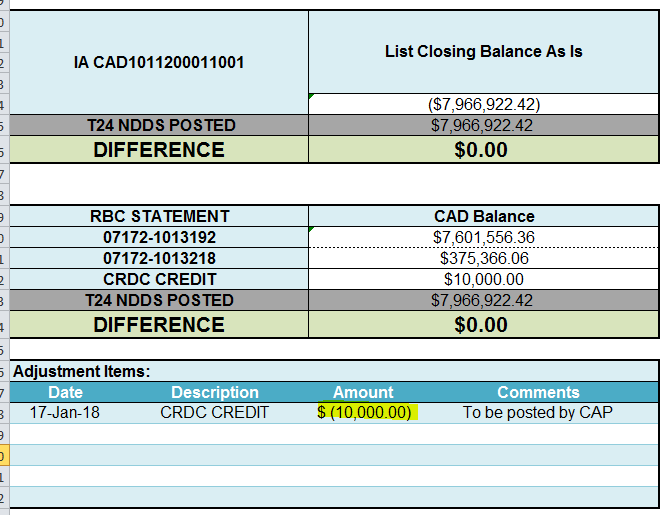 IA CAD1011200011001
List Closing Balance As Is
($7,966,922.42)
T24 NDDS POSTED $7,966,922.42
DIFFERENCE $0.00
RBC STATEMENT CAD Balance
07172-1013192 $7,601,556.36
07172-1013218 $375,366.06
CRDC CREDIT $10,000.00
T24 NDDS POSTED $7,966,922.42
DIFFERENCE $0.00
Adjustment Items:
Date Description Amount Comments
17-Jan-18 CRDC CREDIT $ (10,000.00) To be posted by CAP